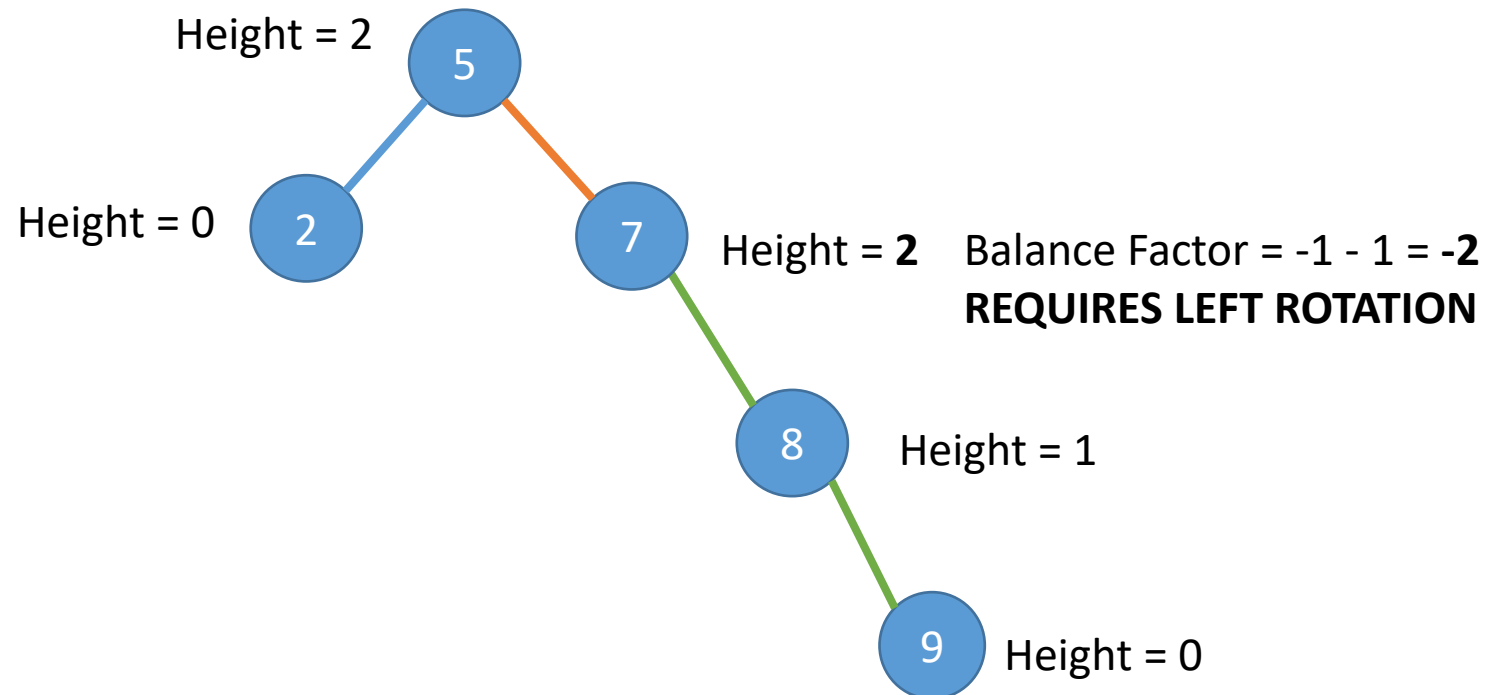 Height = 2
5
Height = 0
2
7
Height = 2
Balance Factor = -1 - 1 = -2
REQUIRES LEFT ROTATION
8
Height = 1
9
Height = 0